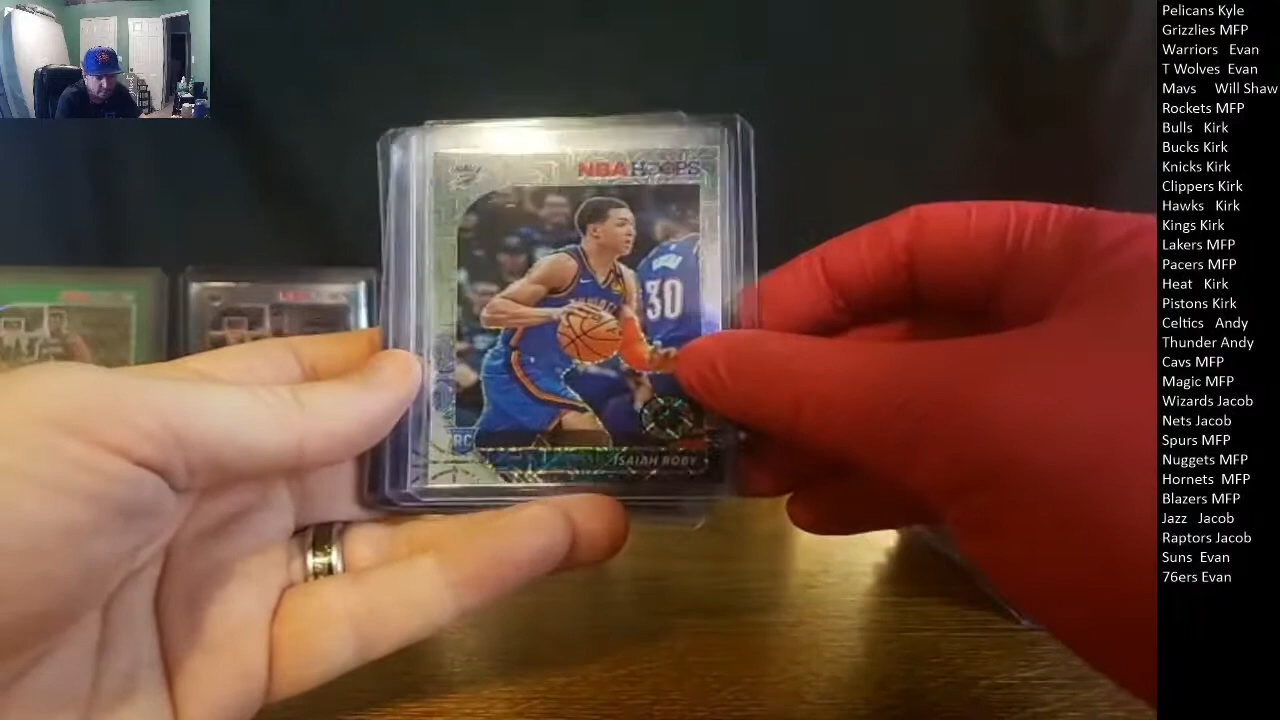 NBA HOOPS
30
RC
ISAIAH ROBY
Pelicans Kyle
Grizzlies MFP
Warriors Evan
T Wolves Evan
Mavs Will Shaw
Rockets MFP
Bulls Kirk
Bucks Kirk
Knicks Kirk
Clippers Kirk
Hawks Kirk
Kings Kirk
Lakers MFP
Pacers MFP
Heat Kirk
Pistons Kirk
Celtics Andy
Thunder Andy
Cavs MFP
Magic MFP
Wizards Jacob
Nets Jacob
Spurs MFP
Nuggets MFP
Hornets MFP
Blazers MFP
Jazz Jacob
Raptors Jacob
Suns Evan
76ers Evan